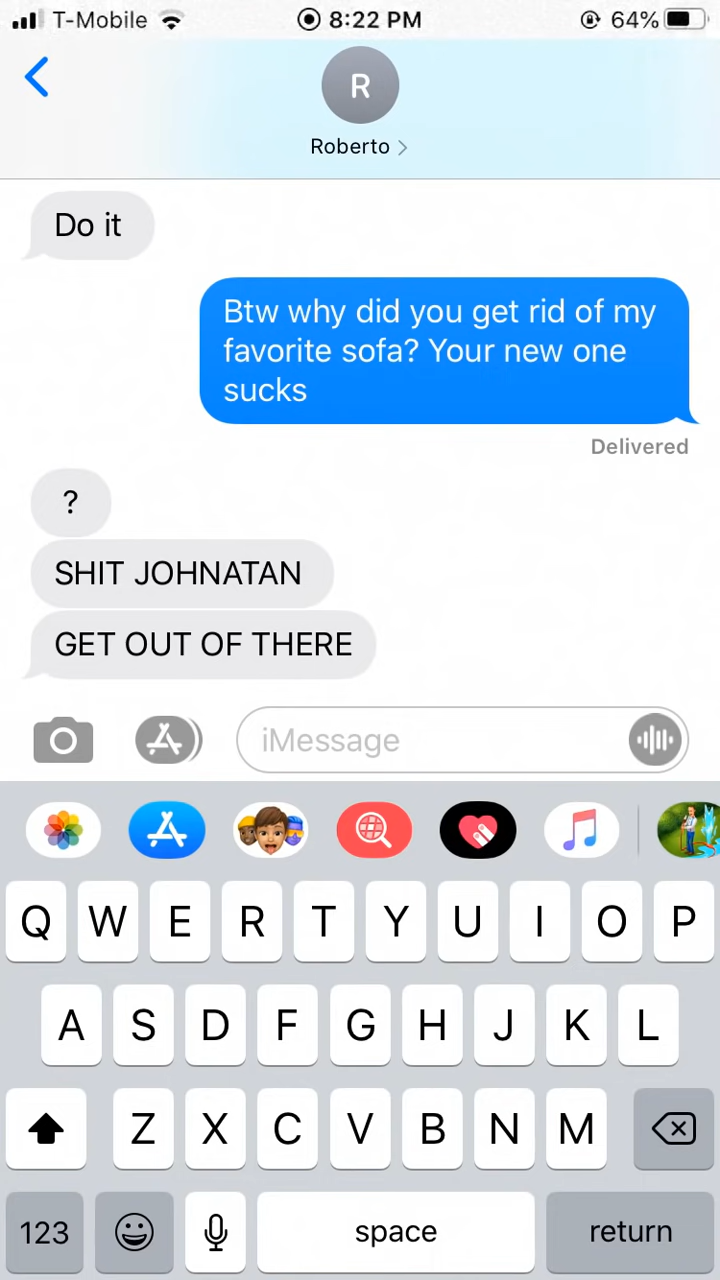 T-Mobile 8:22 PM 64%
R
Roberto
Do it
Btw why did you get rid of my
favorite sofa? Your new one
sucks
Delivered
?
SHIT JOHNATAN
GET OUT OF THERE
iMessage
Q W E R T Y U I O P
A S D F G H J K L
Z X C V B N M
123 space return